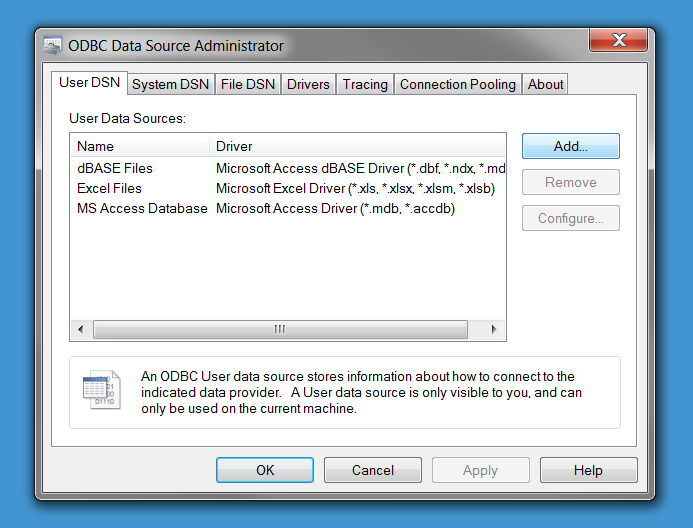 ODBC Data Source Administrator
User DSN System DSN File DSN Drivers Tracing Connection Pooling About
User Data Sources:
Name Driver
dBASE Files Microsoft Access dBASE Driver (*.dbf, *.ndx, *.md
Excel Files Microsoft Excel Driver (*.xls, *.xlsx, *.xlsm, *.xlsb)
MS Access Database Microsoft Access Driver (*.mdb, *.accdb)
Add...
Remove
Configure...
An ODBC User data source stores information about how to connect to the
indicated data provider. A User data source is only visible to you, and can
only be used on the current machine.
OK Cancel Apply Help